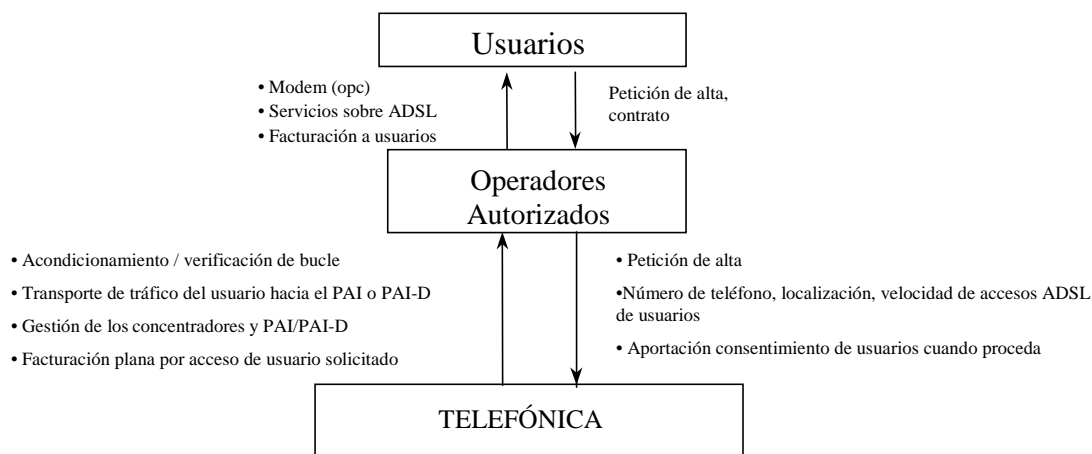 Usuarios
• Modem (opc)
• Servicios sobre ADSL
• Facturación a usuarios
Petición de alta,
contrato
Operadores
Autorizados
• Acondicionamiento / verificación de bucle
• Transporte de tráfico del usuario hacia el PAI o PAI-D
• Gestión de los concentradores y PAI/PAI-D
• Facturación plana por acceso de usuario solicitado
• Petición de alta
•Número de teléfono, localización, velocidad de accesos ADSL
de usuarios
• Aportación consentimiento de usuarios cuando proceda
TELEFÓNICA